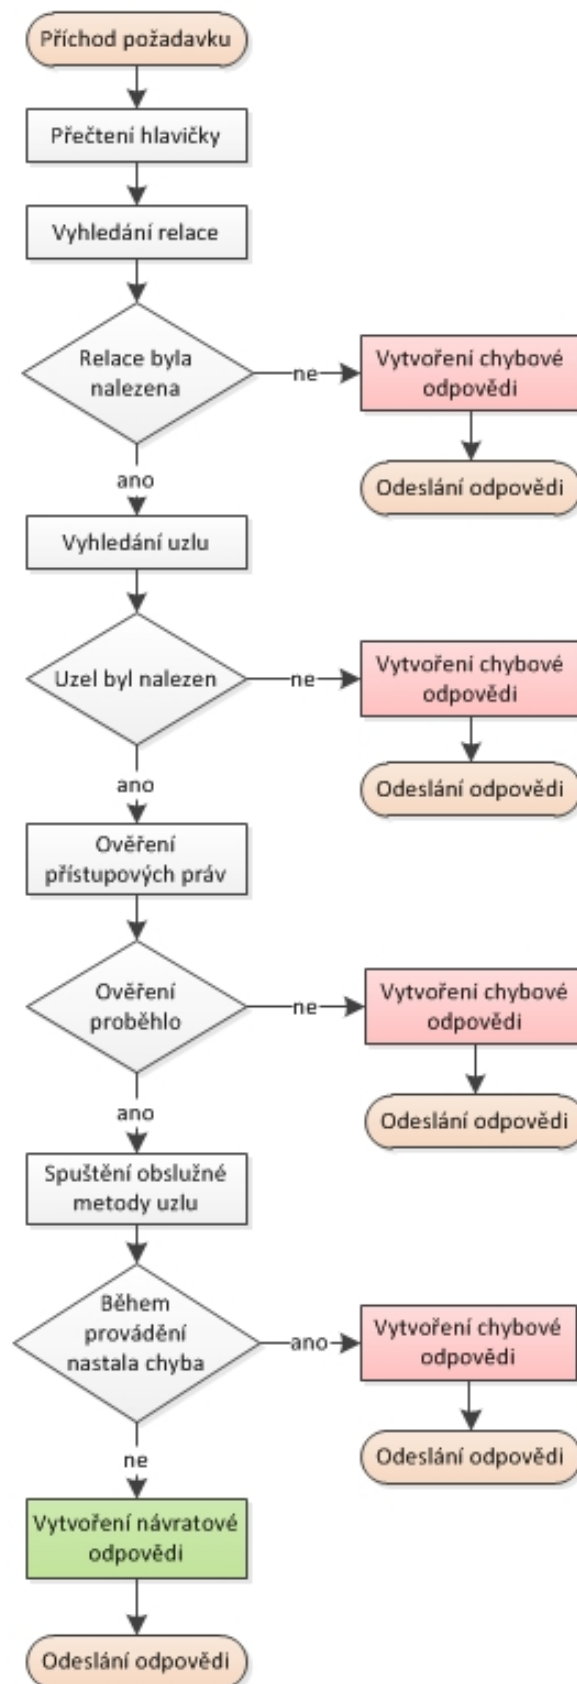 Příchod požadavku
Přečtení hlavičky
Vyhledání relace
Relace byla
nalezena
ne
Vytvoření chybové
odpovědi
Odeslání odpovědi
ano
Vyhledání uzlu
Uzel byl nalezen
ne
Vytvoření chybové
odpovědi
Odeslání odpovědi
ano
Ověření
přístupových práv
Ověření
proběhlo
ne
Vytvoření chybové
odpovědi
Odeslání odpovědi
ano
Spuštění obslužné
metody uzlu
Během
provádění
nastala chyba
ano
Vytvoření chybové
odpovědi
Odeslání odpovědi
ne
Vytvoření návratové
odpovědi
Odeslání odpovědi